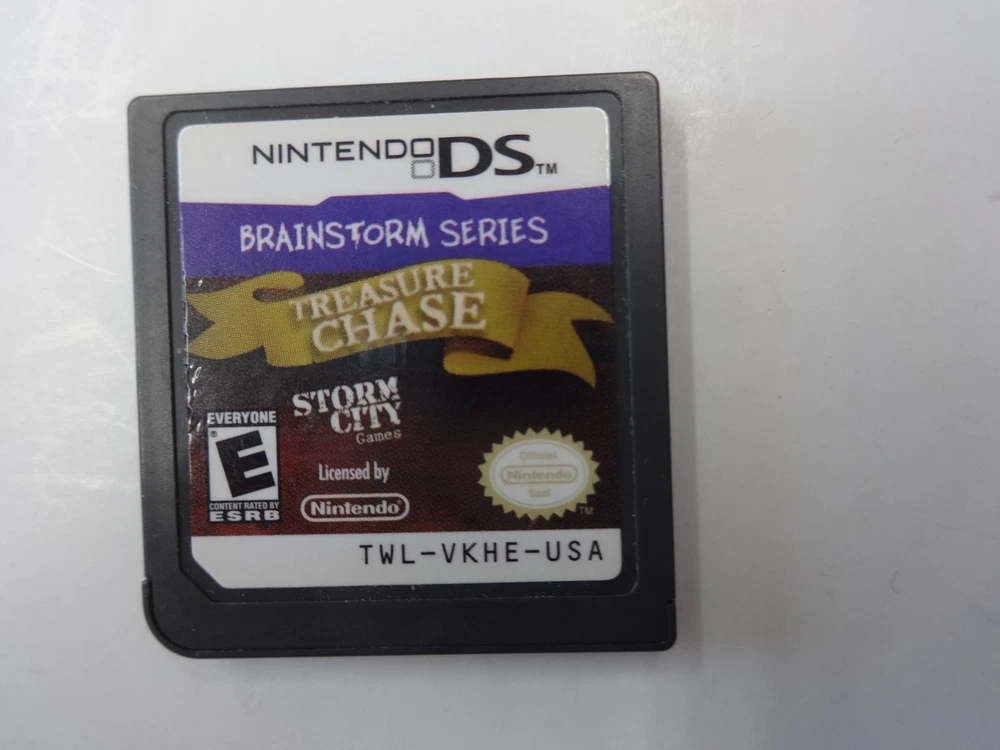 NINTENDO DS TM
BRAINSTORM SERIES
TREASURE
CHASE
STORM
CITY
Games
EVERYONE
E
®
CONTENT RATED BY
ESRB
Licensed by
Nintendo®
Official
Nintendo
Seal
TM
TWL-VKHE-USA